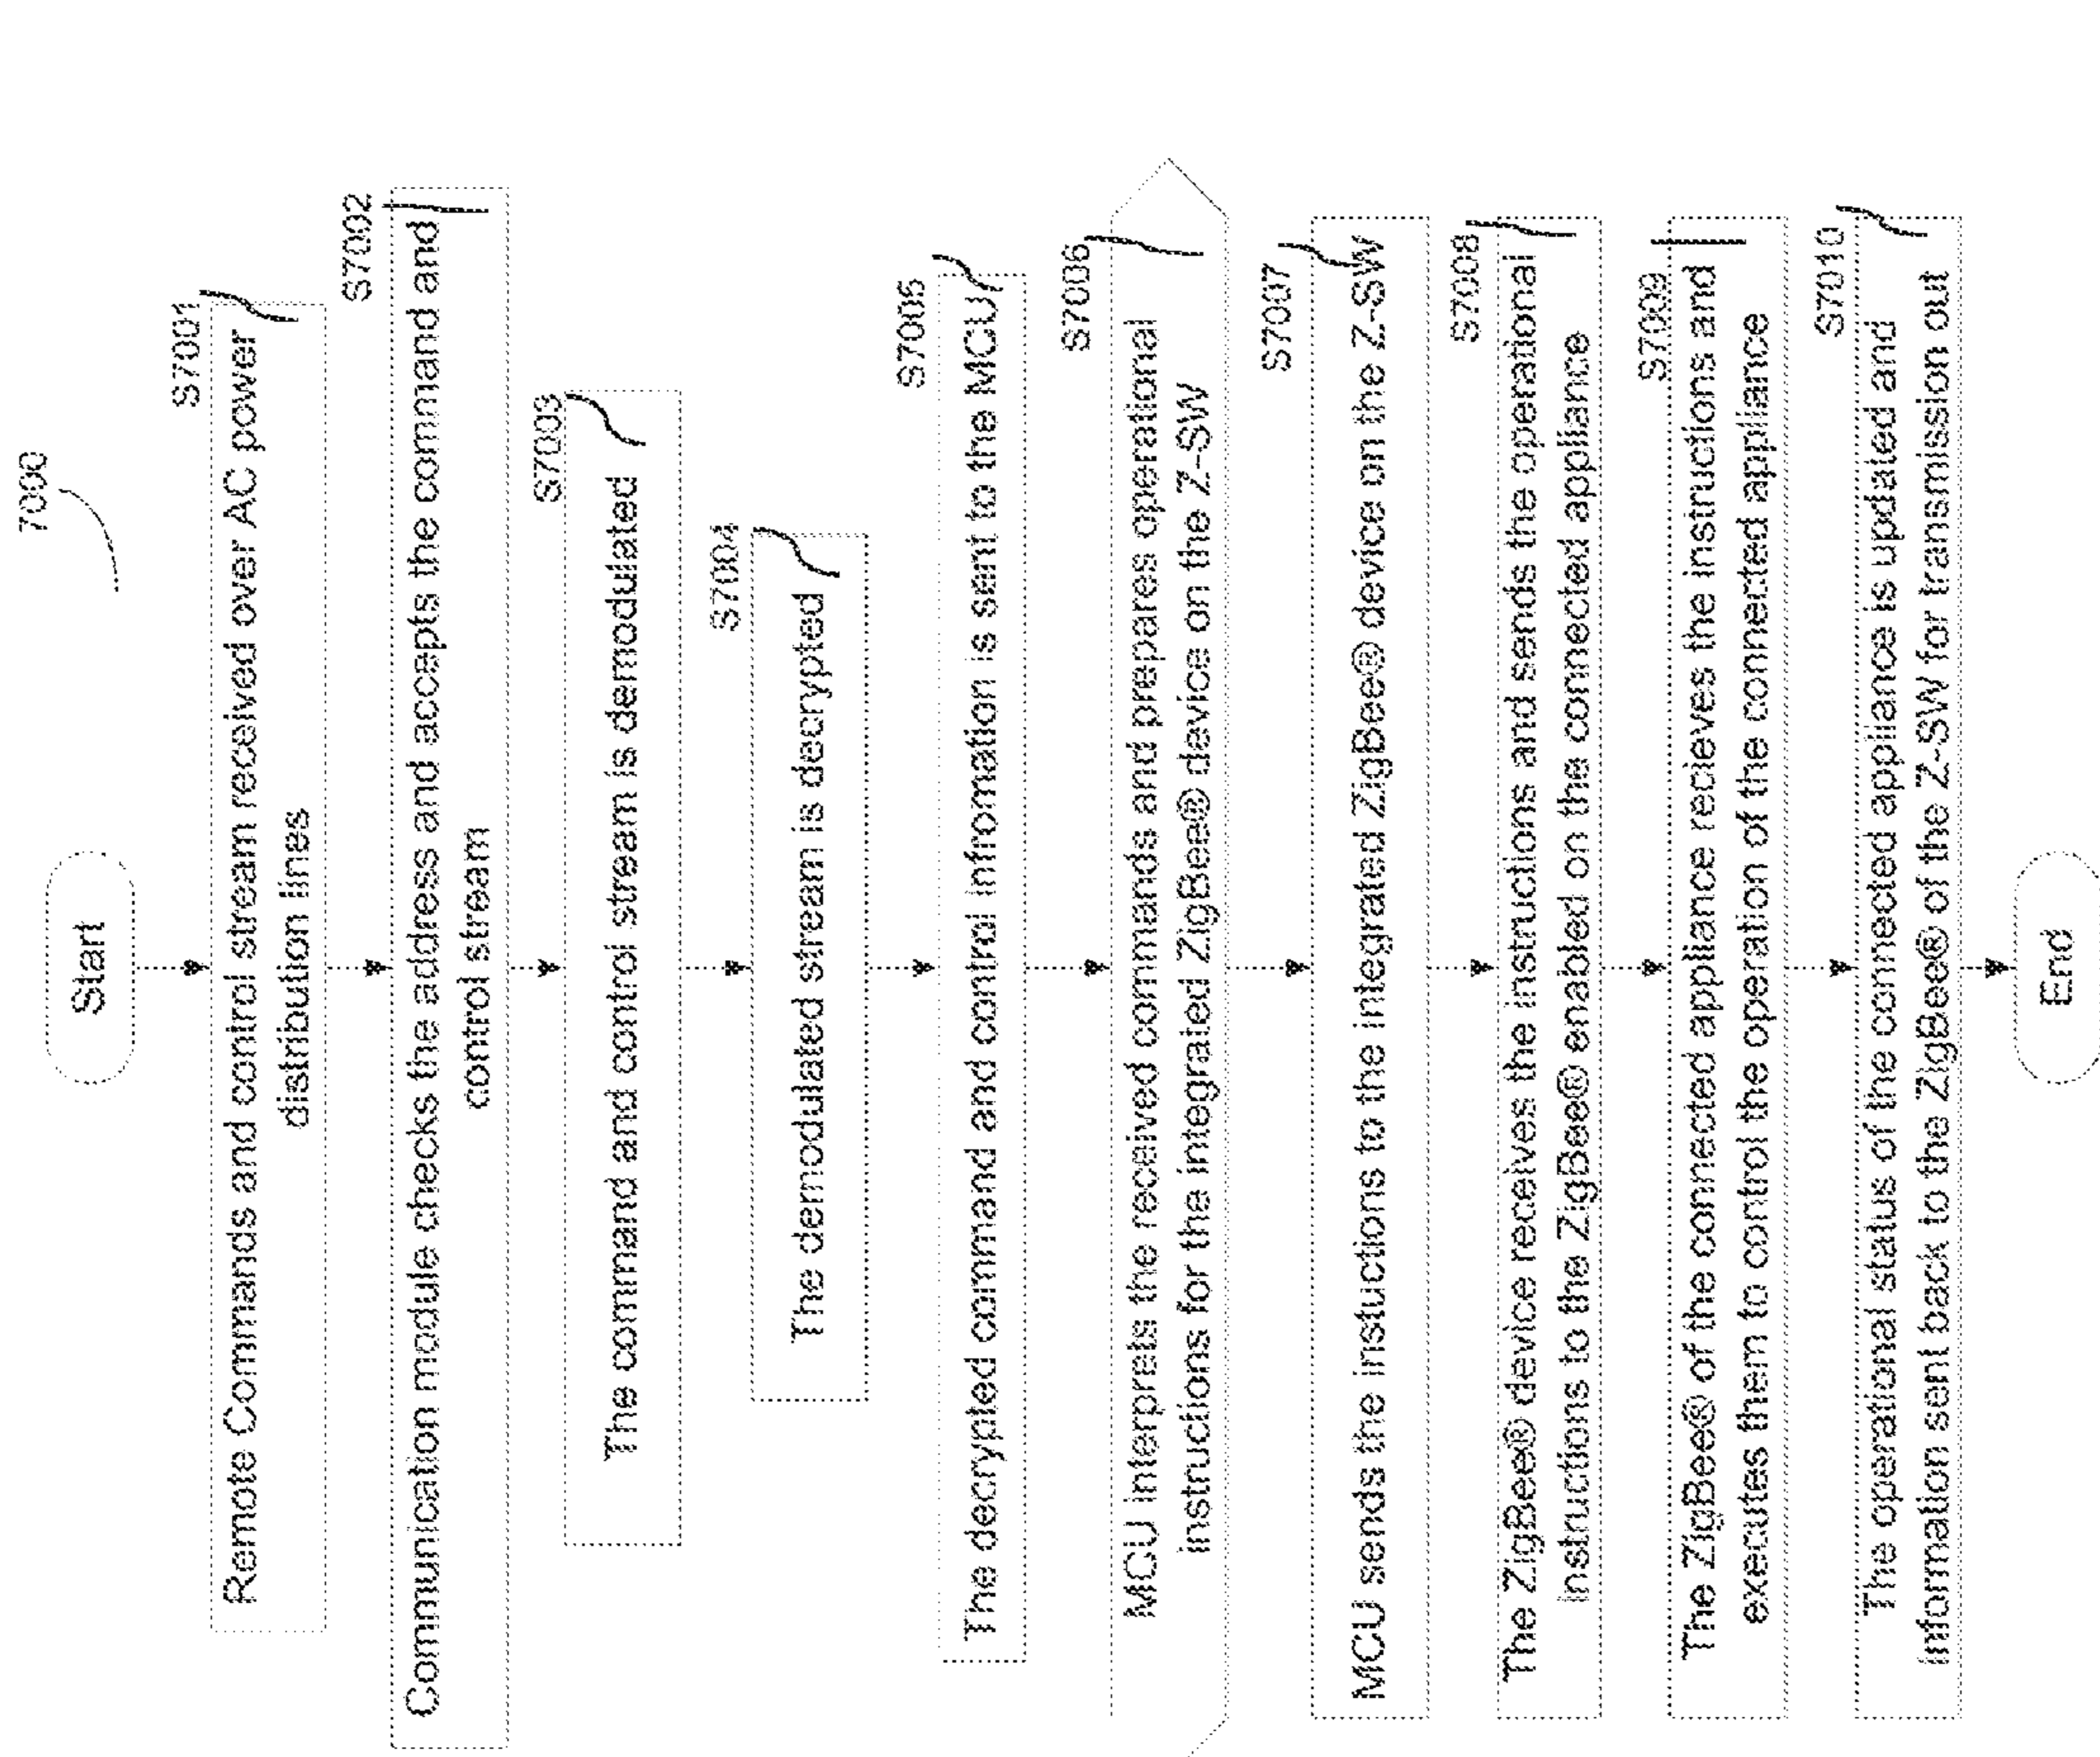 7000
Start
S7001
Remote Commands and control stream received over AC power
distribution lines
S7002
Communication module checks the address and accepts the command and
control stream
S7003
The command and control stream is demodulated
S7004
The demodulated stream is decrypted
S7005
The decrypted command and control infromation is sent to the MCU
S7006
MCU interprets the received commands and prepares operational
instructions for the integrated ZigBee® device on the Z-SW
S7007
MCU sends the instuctions to the integrated ZigBee® device on the Z-SW
S7008
The ZigBee® device receives the instructions and sends the operational
instructions to the ZigBee® enabled on the connected appliance
S7009
The ZigBee® of the connected appliance recieves the instructions and
executes them to control the operation of the connected appliance
S7010
The operational status of the connected appliance is updated and
information sent back to the ZigBee® of the Z-SW for transmission out
End